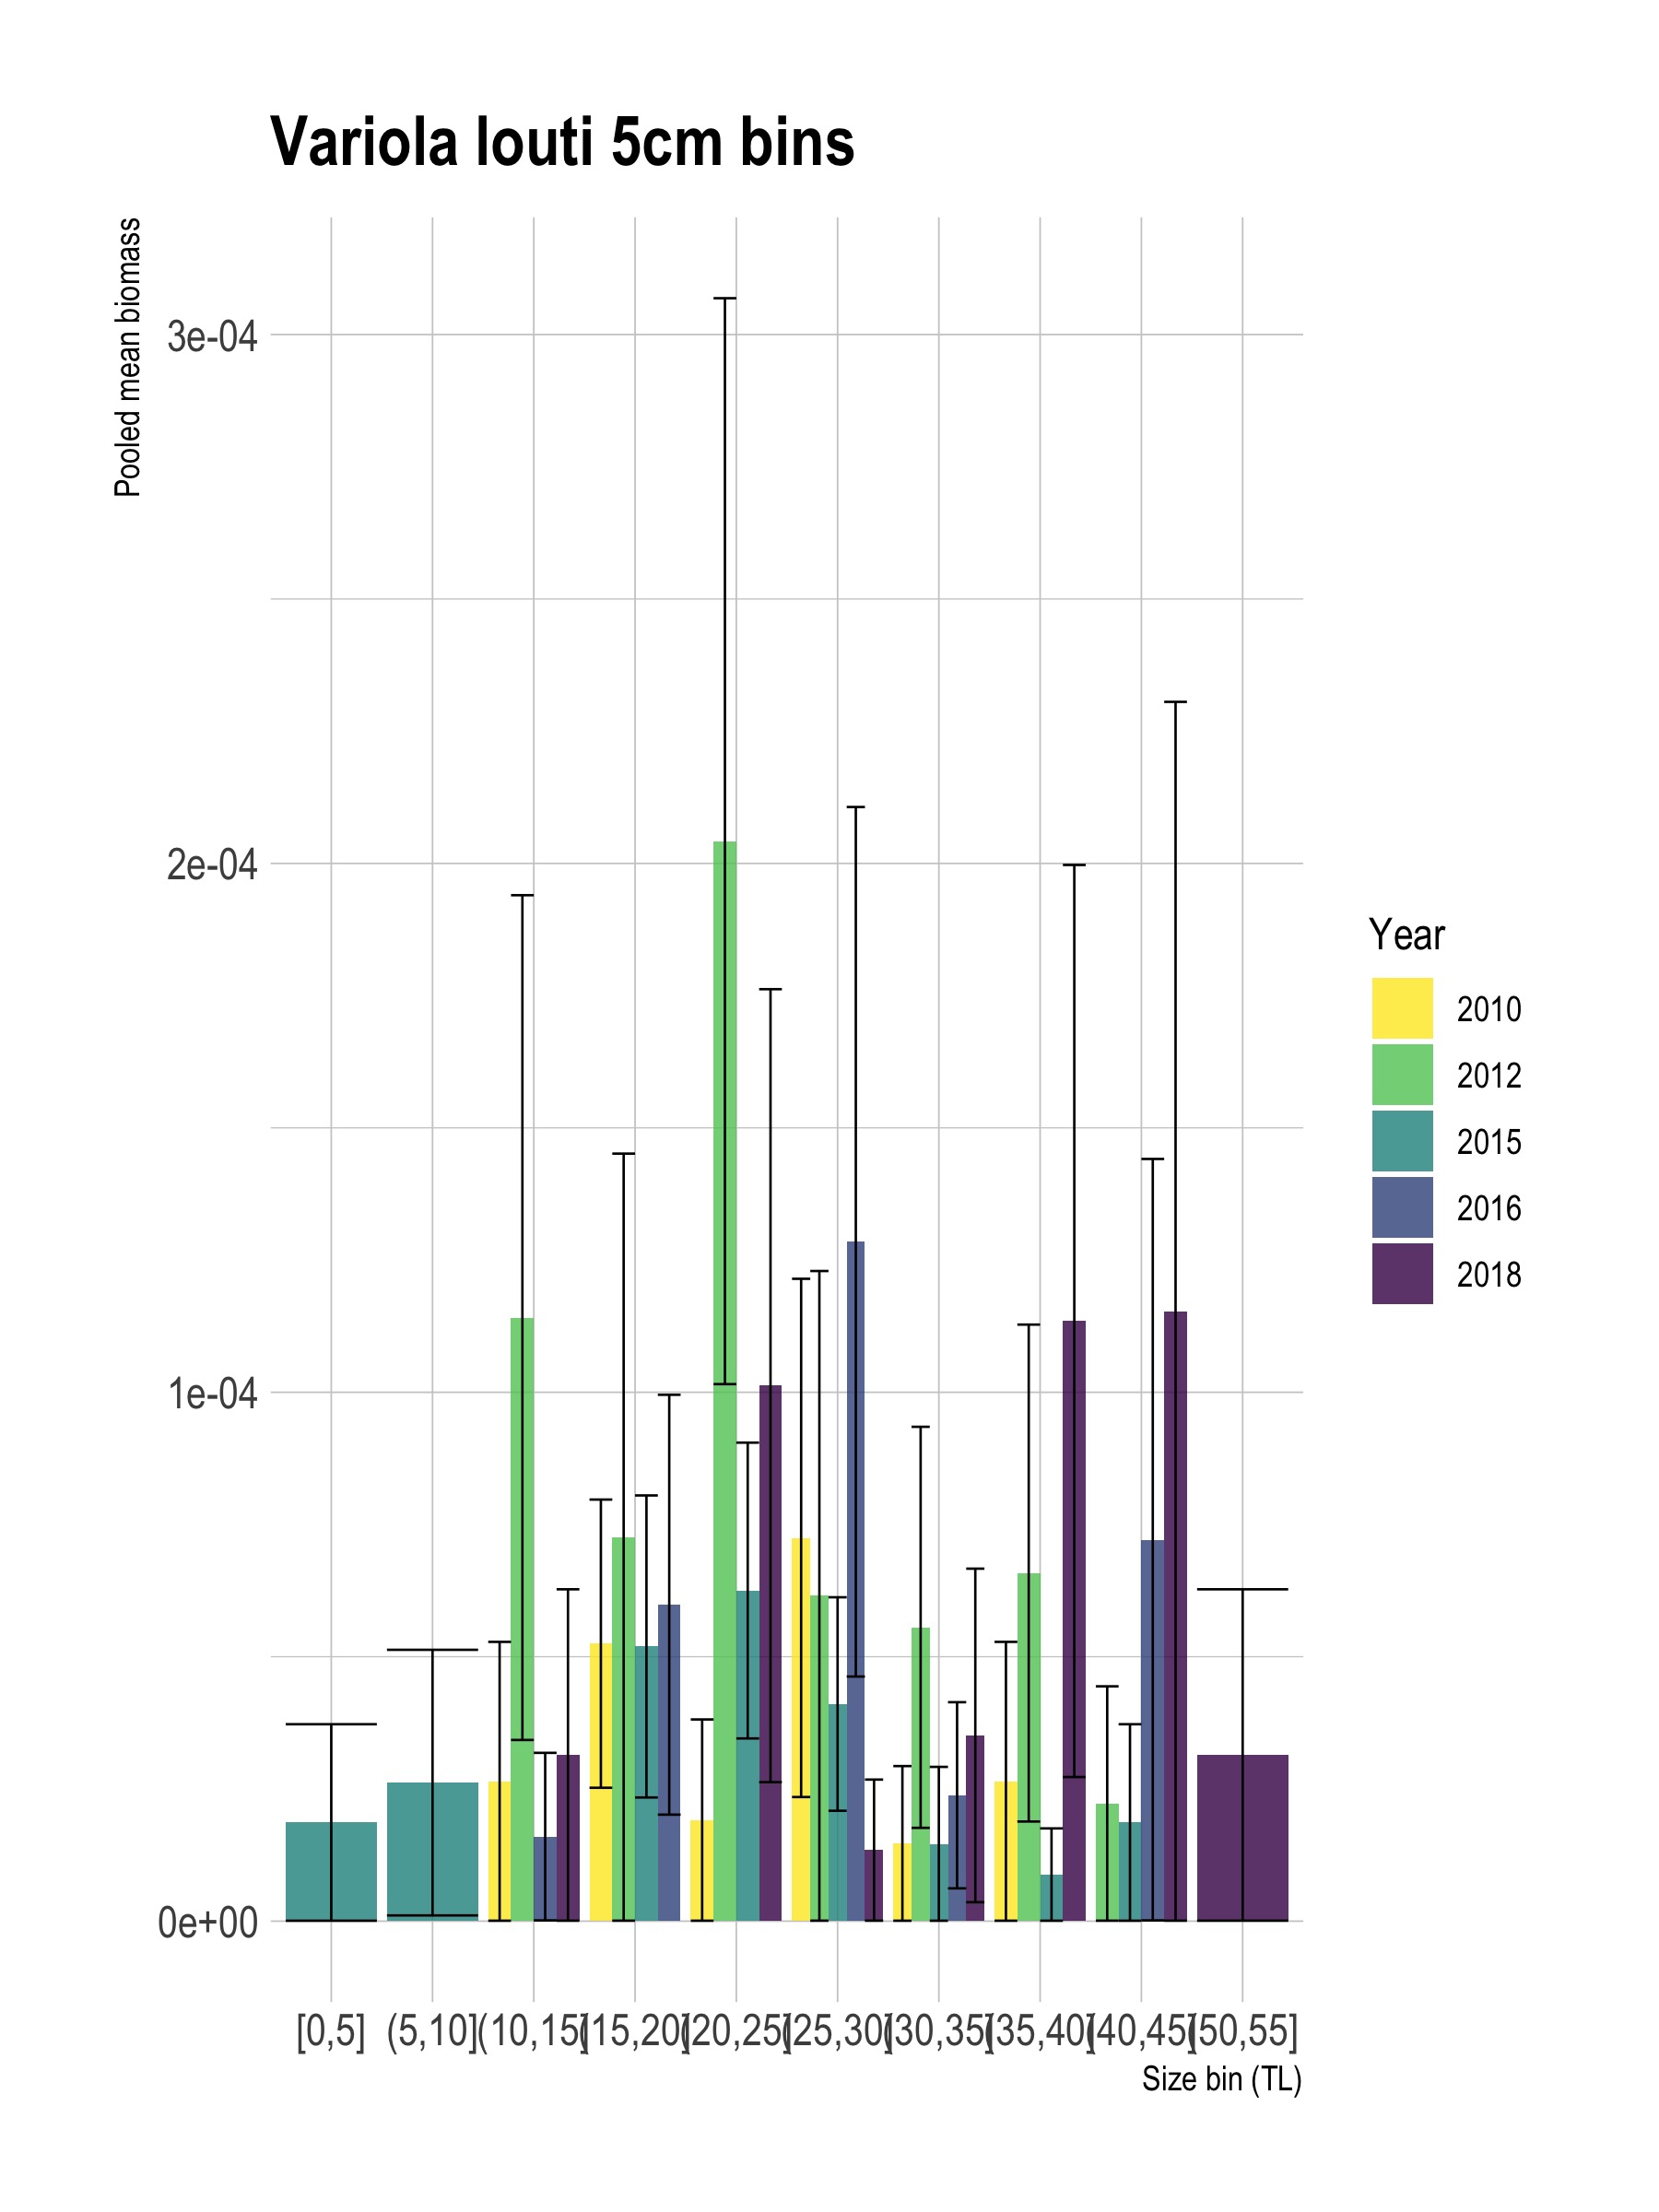 Variola louti 5cm bins
Pooled mean biomass
3e-04
2e-04
1e-04
0e+00
[0,5] (5,10] (10,15] (15,20] (20,25] (25,30] (30,35] (35,40] (40,45] (50,55]
Size bin (TL)
Year
2010
2012
2015
2016
2018